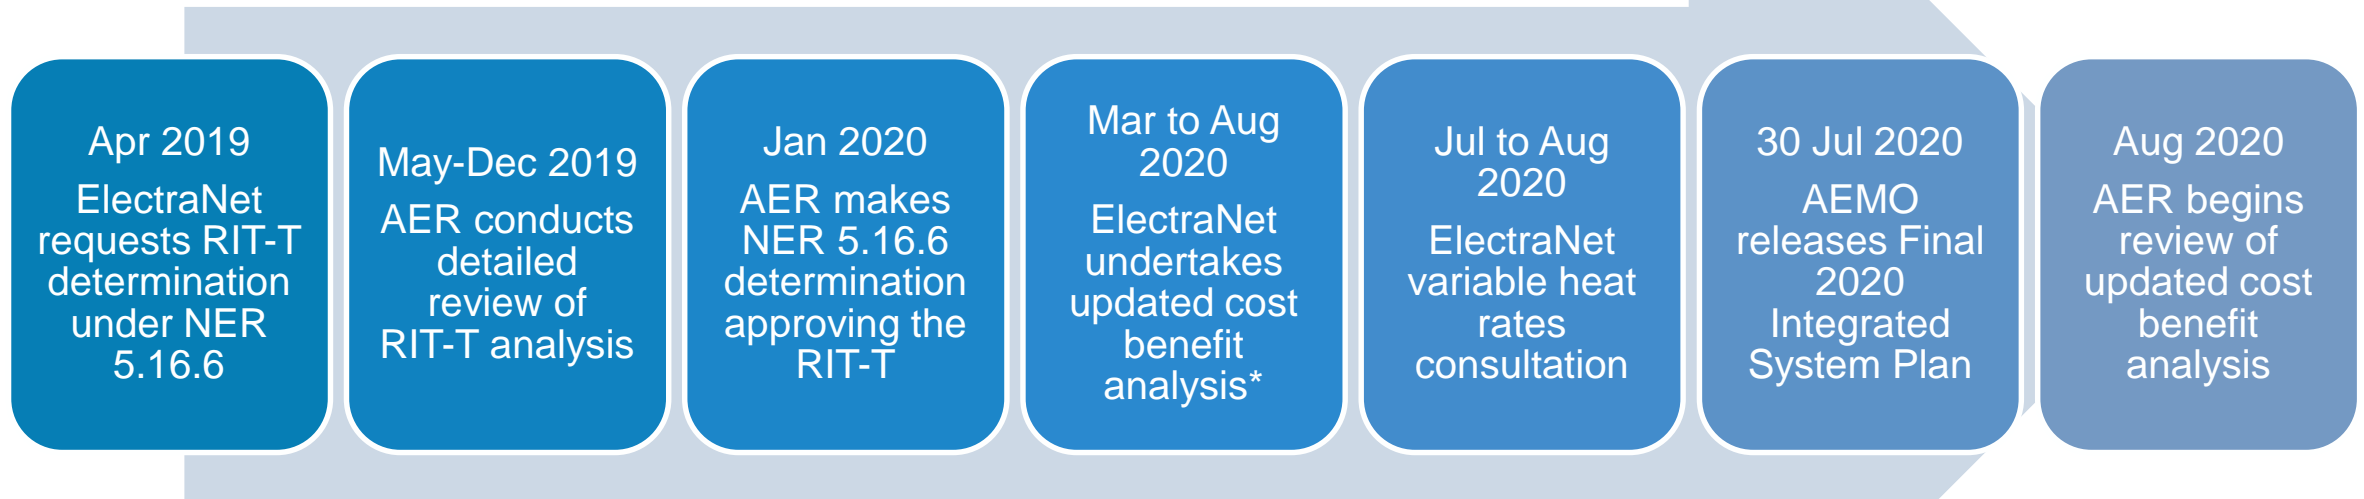 Apr 2019
ElectraNet
requests RIT-T
determination
under NER
5.16.6
May-Dec 2019
AER conducts
detailed
review of
RIT-T analysis
Jan 2020
AER makes
NER 5.16.6
determination
approving the
RIT-T
Mar to Aug
2020
ElectraNet
undertakes
updated cost
benefit
analysis*
Jul to Aug
2020
ElectraNet
variable heat
rates
consultation
30 Jul 2020
AEMO
releases Final
2020
Integrated
System Plan
Aug 2020
AER begins
review of
updated cost
benefit
analysis